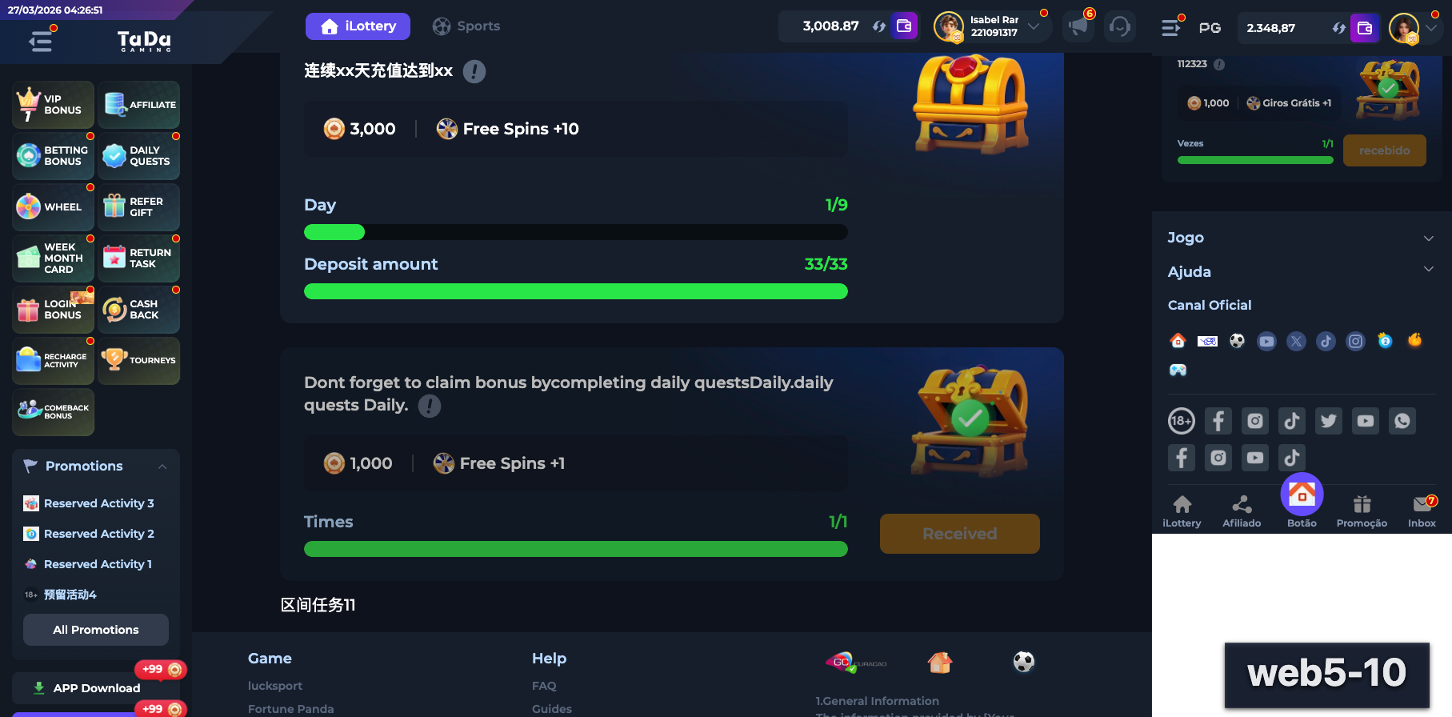 27/03/2026 04:26:51
TaDa
GAMING
VIP
BONUS
AFFILIATE
BETTING
BONUS
DAILY
QUESTS
WHEEL
REFER
GIFT
WEEK
MONTH
CARD
RETURN
TASK
LOGIN
BONUS
CASH
BACK
RECHARGE
ACTIVITY
TOURNEYS
COMEBACK
BONUS
Promotions
Reserved Activity 3
Reserved Activity 2
Reserved Activity 1
18+ 预留活动4
All Promotions
+99
APP Download
+99
iLottery
Sports
3,008.87
Isabel Rar
221091317
6
连续xx天充值达到xx
3,000
Free Spins +10
Day
1/9
Deposit amount
33/33
Dont forget to claim bonus bycompleting daily questsDaily.daily
quests Daily.
1,000
Free Spins +1
Times
1/1
Received
区间任务11
Game
lucksport
Fortune Panda
Help
FAQ
Guides
GC CURACAO
1.General Information
PG
2.348,87
112323
1,000
Giros Grátis +1
Vezes
1/1
recebido
Jogo
Ajuda
Canal Oficial
18+
iLottery
Afiliado
Botão
Promoção
Inbox
7
web5-10